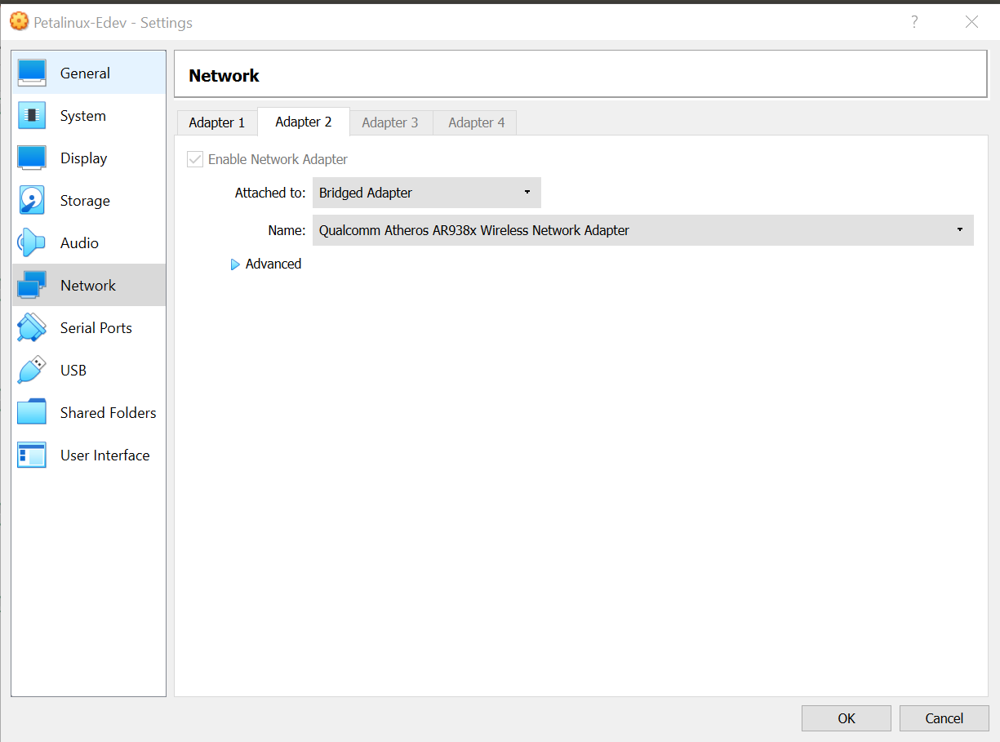 Petalinux-Edev - Settings
?
General
System
Display
Storage
Audio
Network
Serial Ports
USB
Shared Folders
User Interface
Network
Adapter 1 Adapter 2 Adapter 3 Adapter 4
Enable Network Adapter
Attached to: Bridged Adapter
Name: Qualcomm Atheros AR938x Wireless Network Adapter
Advanced
OK Cancel